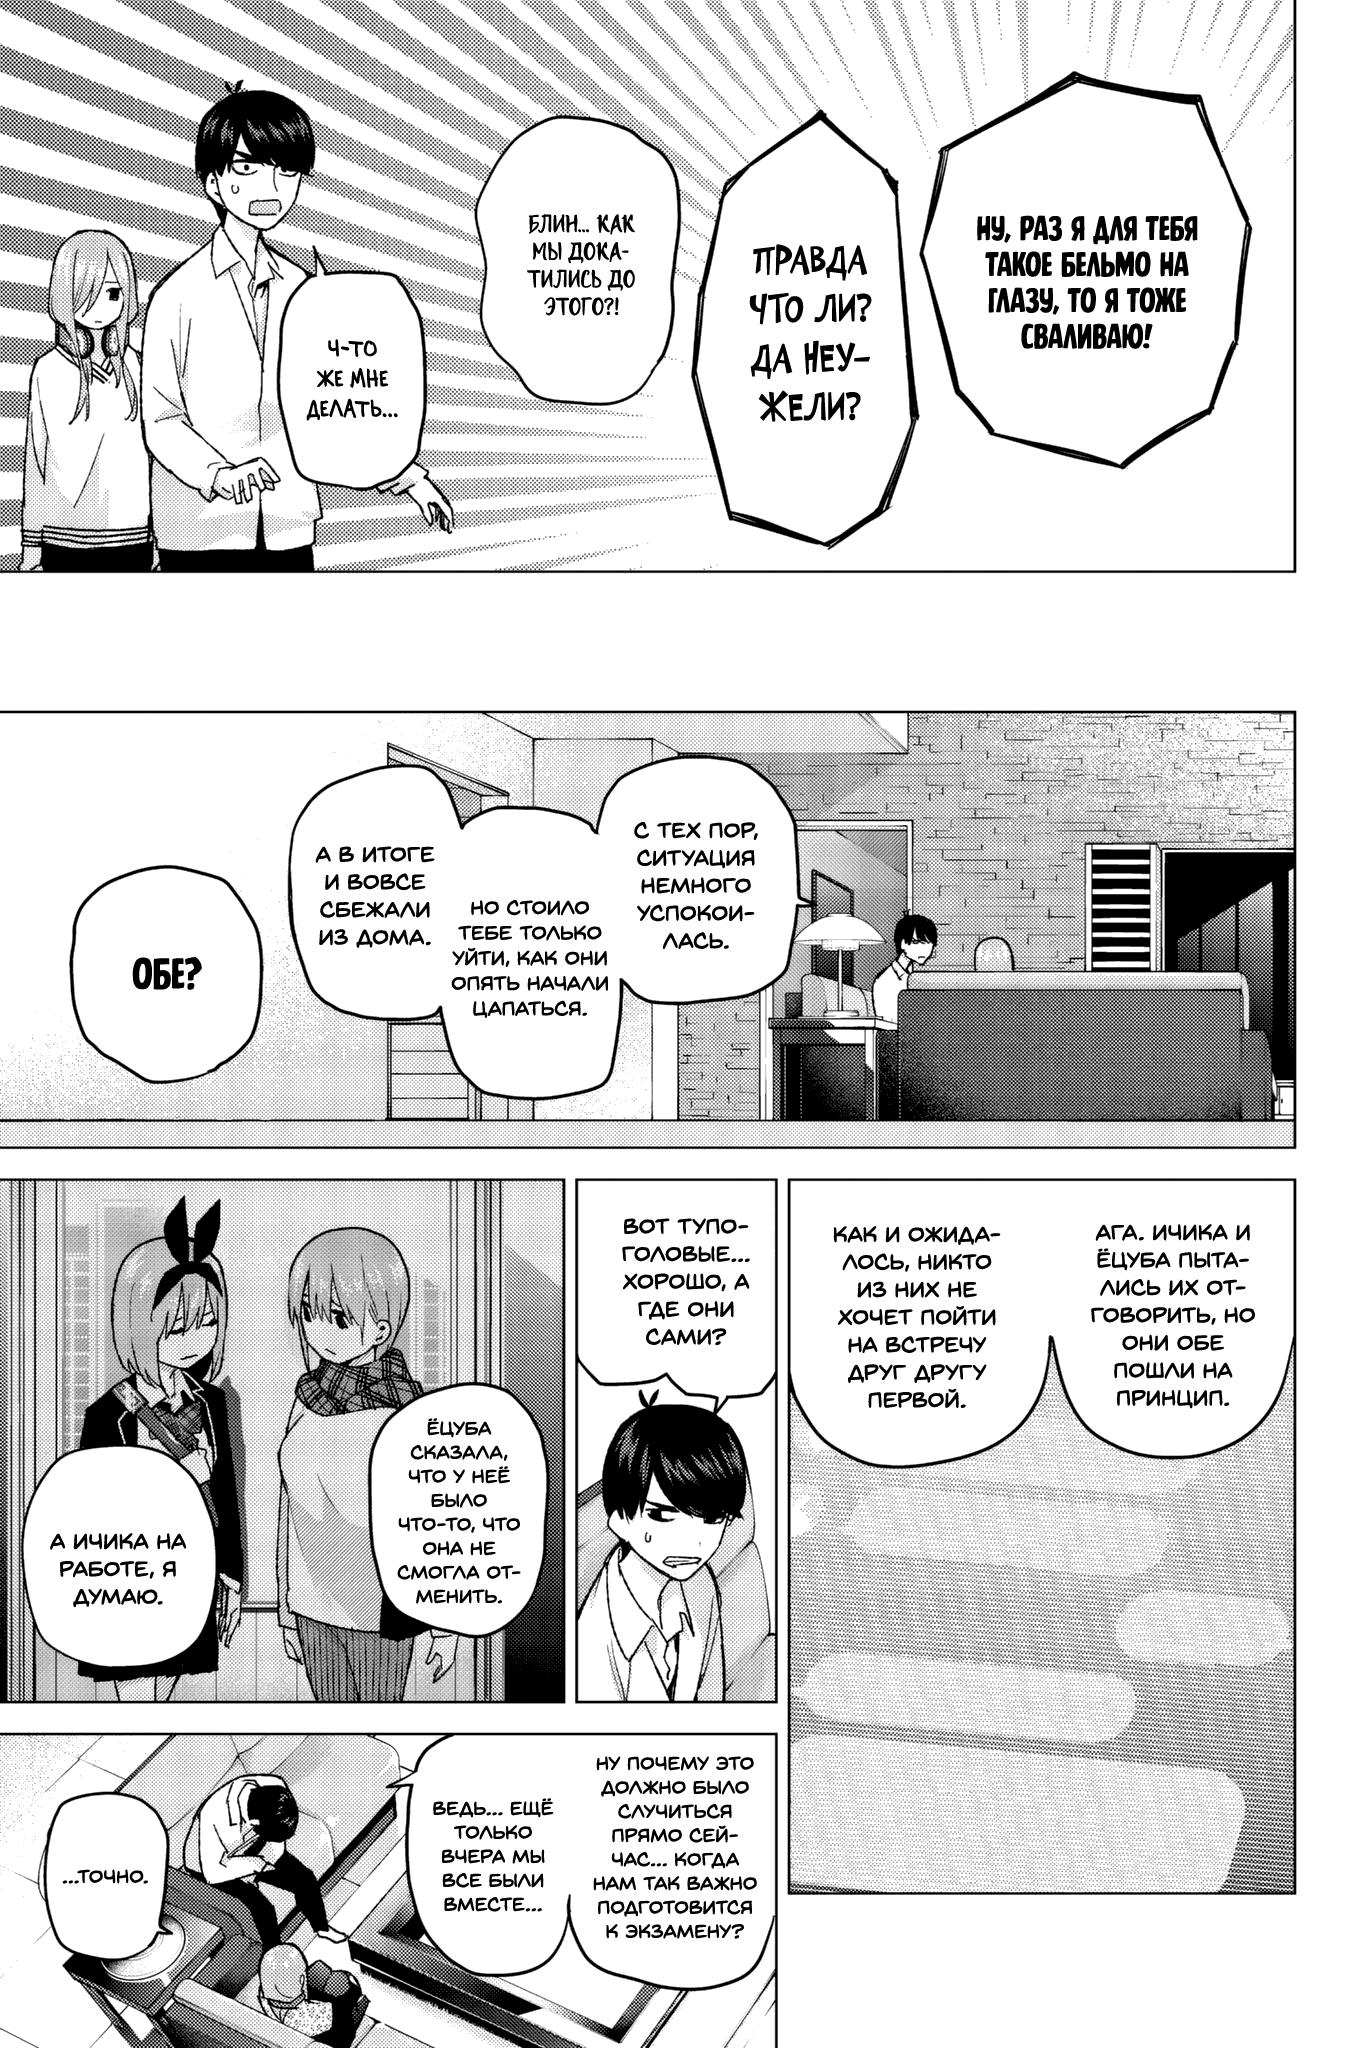 НУ, РАЗ Я ДЛЯ ТЕБЯ
ТАКОЕ БЕЛЬМО НА
ГЛАЗУ, ТО Я ТОЖЕ
СВАЛИВАЮ!
ПРАВДА
ЧТО ЛИ?
ДА НЕУ-
ЖЕЛИ?
БЛИН... КАК
МЫ ДОКА-
ТИЛИСЬ ДО
ЭТОГО?!
Ч-ТО
ЖЕ МНЕ
ДЕЛАТЬ...
С ТЕХ ПОР,
СИТУАЦИЯ
НЕМНОГО
УСПОКОИ-
ЛАСЬ.
НО СТОИЛО
ТЕБЕ ТОЛЬКО
УЙТИ, КАК ОНИ
ОПЯТЬ НАЧАЛИ
ЦАПАТЬСЯ.
А В ИТОГЕ
И ВОВСЕ
СБЕЖАЛИ
ИЗ ДОМА.
ОБЕ?
АГА. ИЧИКА И
ЁЦУБА ПЫТА-
ЛИСЬ ИХ ОТ-
ГОВОРИТЬ, НО
ОНИ ОБЕ
ПОШЛИ НА
ПРИНЦИП.
КАК И ОЖИДА-
ЛОСЬ, НИКТО
ИЗ НИХ НЕ
ХОЧЕТ ПОЙТИ
НА ВСТРЕЧУ
ДРУГ ДРУГУ
ПЕРВОЙ.
ВОТ ТУПО-
ГОЛОВЫЕ...
ХОРОШО, А
ГДЕ ОНИ
САМИ?
ЁЦУБА
СКАЗАЛА,
ЧТО У НЕЁ
БЫЛО
ЧТО-ТО, ЧТО
ОНА НЕ
СМОГЛА ОТ-
МЕНИТЬ.
А ИЧИКА НА
РАБОТЕ, Я
ДУМАЮ.
НУ ПОЧЕМУ ЭТО
ДОЛЖНО БЫЛО
СЛУЧИТЬСЯ
ПРЯМО СЕЙ-
ЧАС... КОГДА
НАМ ТАК ВАЖНО
ПОДГОТОВИТСЯ
К ЭКЗАМЕНУ?
ВЕДЬ... ЕЩЁ
ТОЛЬКО
ВЧЕРА МЫ
ВСЕ БЫЛИ
ВМЕСТЕ...
...ТОЧНО.